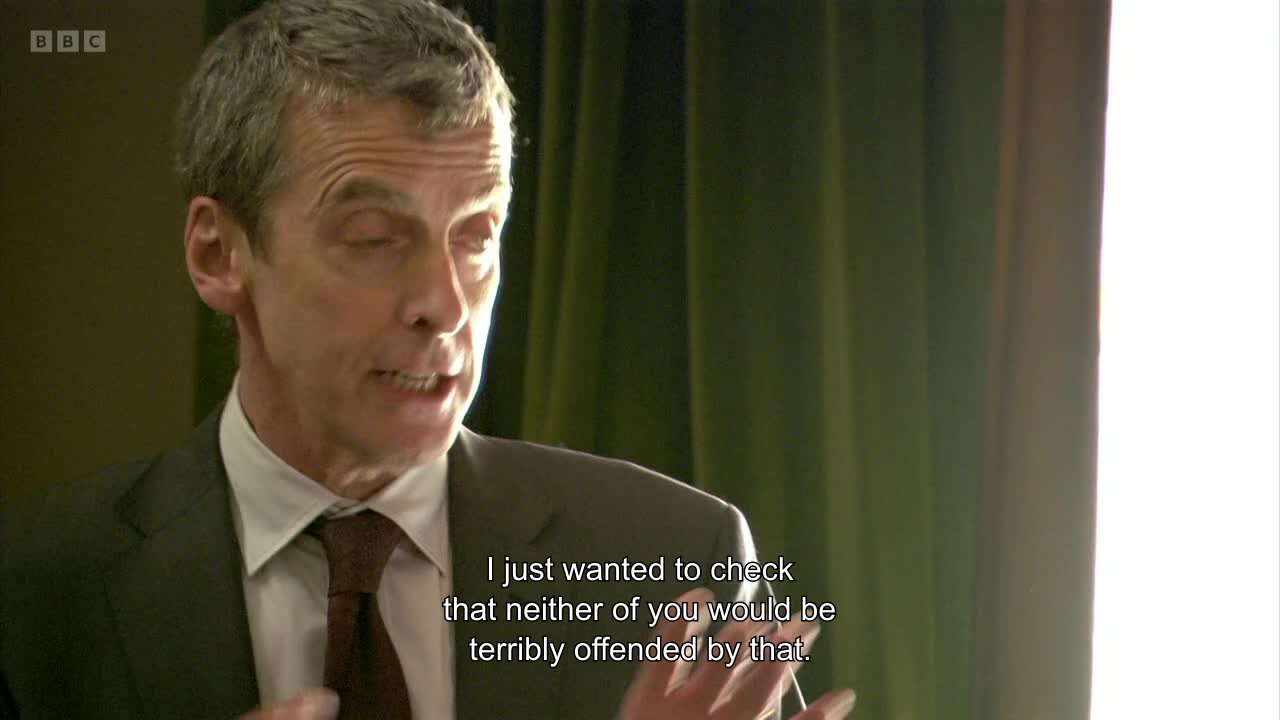 BBC
I just wanted to check
that neither of you would be
terribly offended by that.